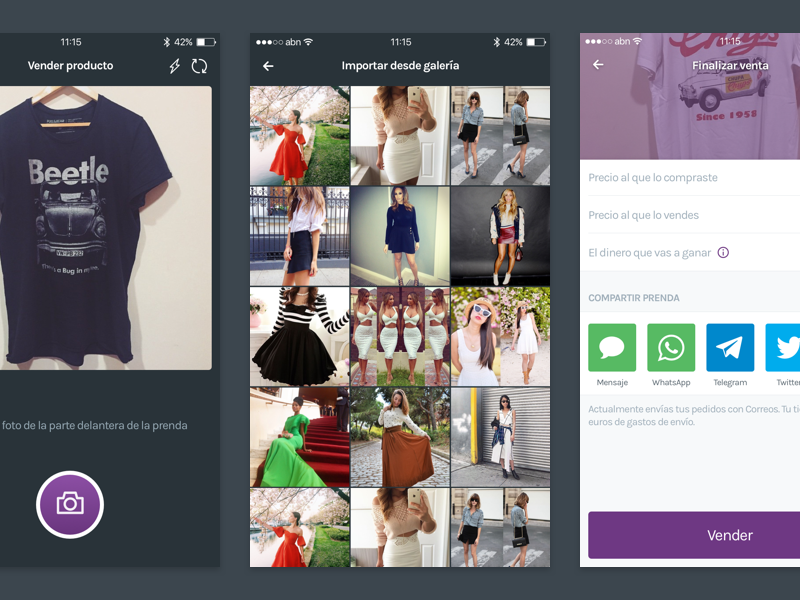 11:15
42%
Vender producto
Beetle
VW·PB 202
foto de la parte delantera de la prenda
abn
11:15
42%
Importar desde galería
abn
11:15
Finalizar venta
Since 1958
Precio al que lo compraste
Precio al que lo vendes
El dinero que vas a ganar
COMPARTIR PRENDA
Mensaje
WhatsApp
Telegram
Twitter
Actualmente envías tus pedidos con Correos. Tu
euros de gastos de envío.
Vender